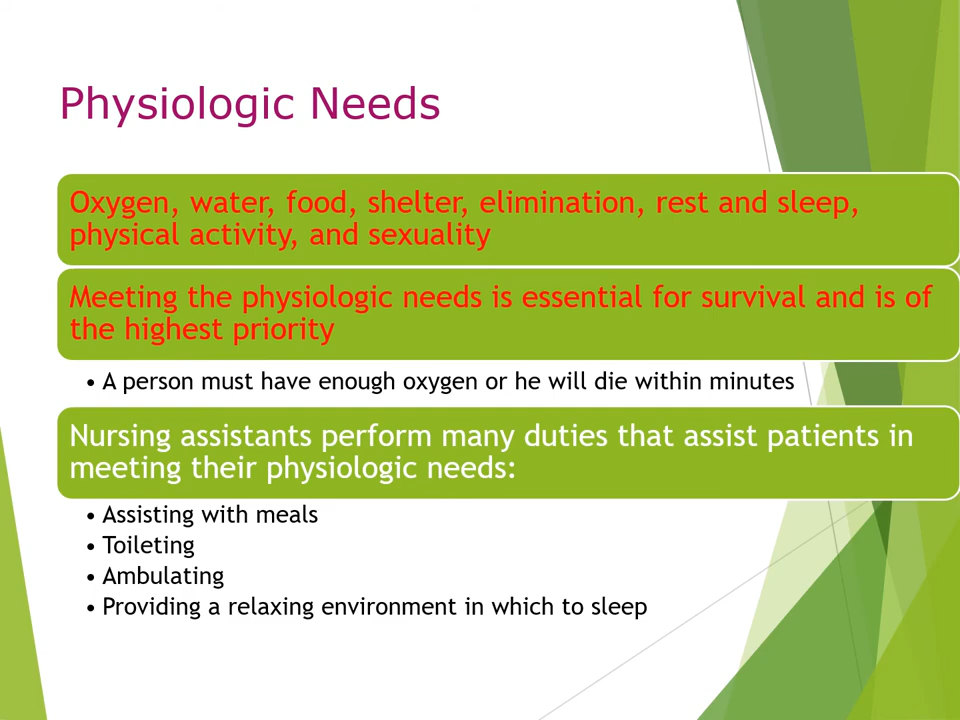 Physiologic Needs
Oxygen, water, food, shelter, elimination, rest and sleep,
physical activity, and sexuality
Meeting the physiologic needs is essential for survival and is of
the highest priority
• A person must have enough oxygen or he will die within minutes
Nursing assistants perform many duties that assist patients in
meeting their physiologic needs:
• Assisting with meals
• Toileting
• Ambulating
• Providing a relaxing environment in which to sleep